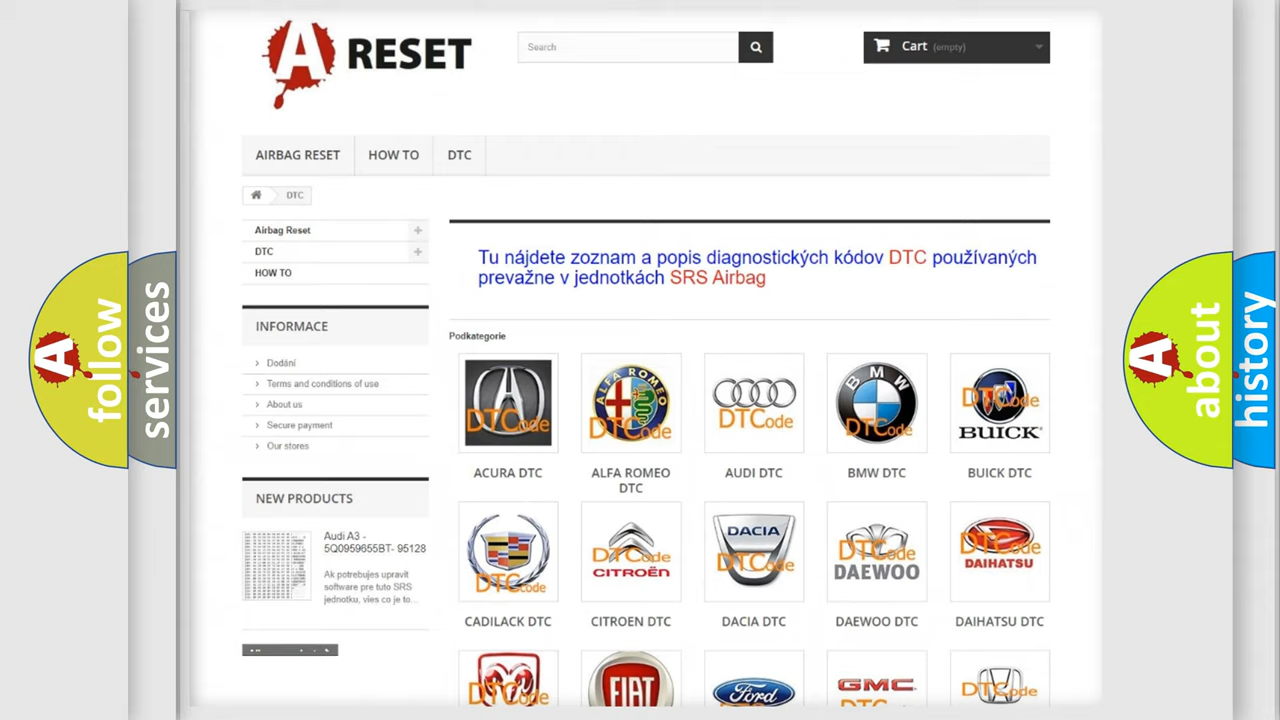 A RESET
Search
Cart (empty)
AIRBAG RESET
HOW TO
DTC
DTC
Airbag Reset
DTC
HOW TO
Tu nájdete zoznam a popis diagnostických kódov DTC používaných
prevažne v jednotkách SRS Airbag
INFORMACE
Dodání
Terms and conditions of use
About us
Secure payment
Our stores
NEW PRODUCTS
Audi A3 -
5Q0959655BT- 95128
Ak potrebujes upravit
software pre tuto SRS
jednotku, vies co je to...
Podkategorie
DTCode
ALFA ROMEO
DTCode
DTCode
BMW
DTCode
DTCode
BUICK
ACURA DTC
ALFA ROMEO
DTC
AUDI DTC
BMW DTC
BUICK DTC
DTCode
DTCode
CITROËN
DACIA
DTCode
DTCode
DAEWOO
DTCode
DAIHATSU
CADILACK DTC
CITROEN DTC
DACIA DTC
DAEWOO DTC
DAIHATSU DTC
DTCode
FIAT
Ford
GMC
DTCode
A follow
services
A about
history